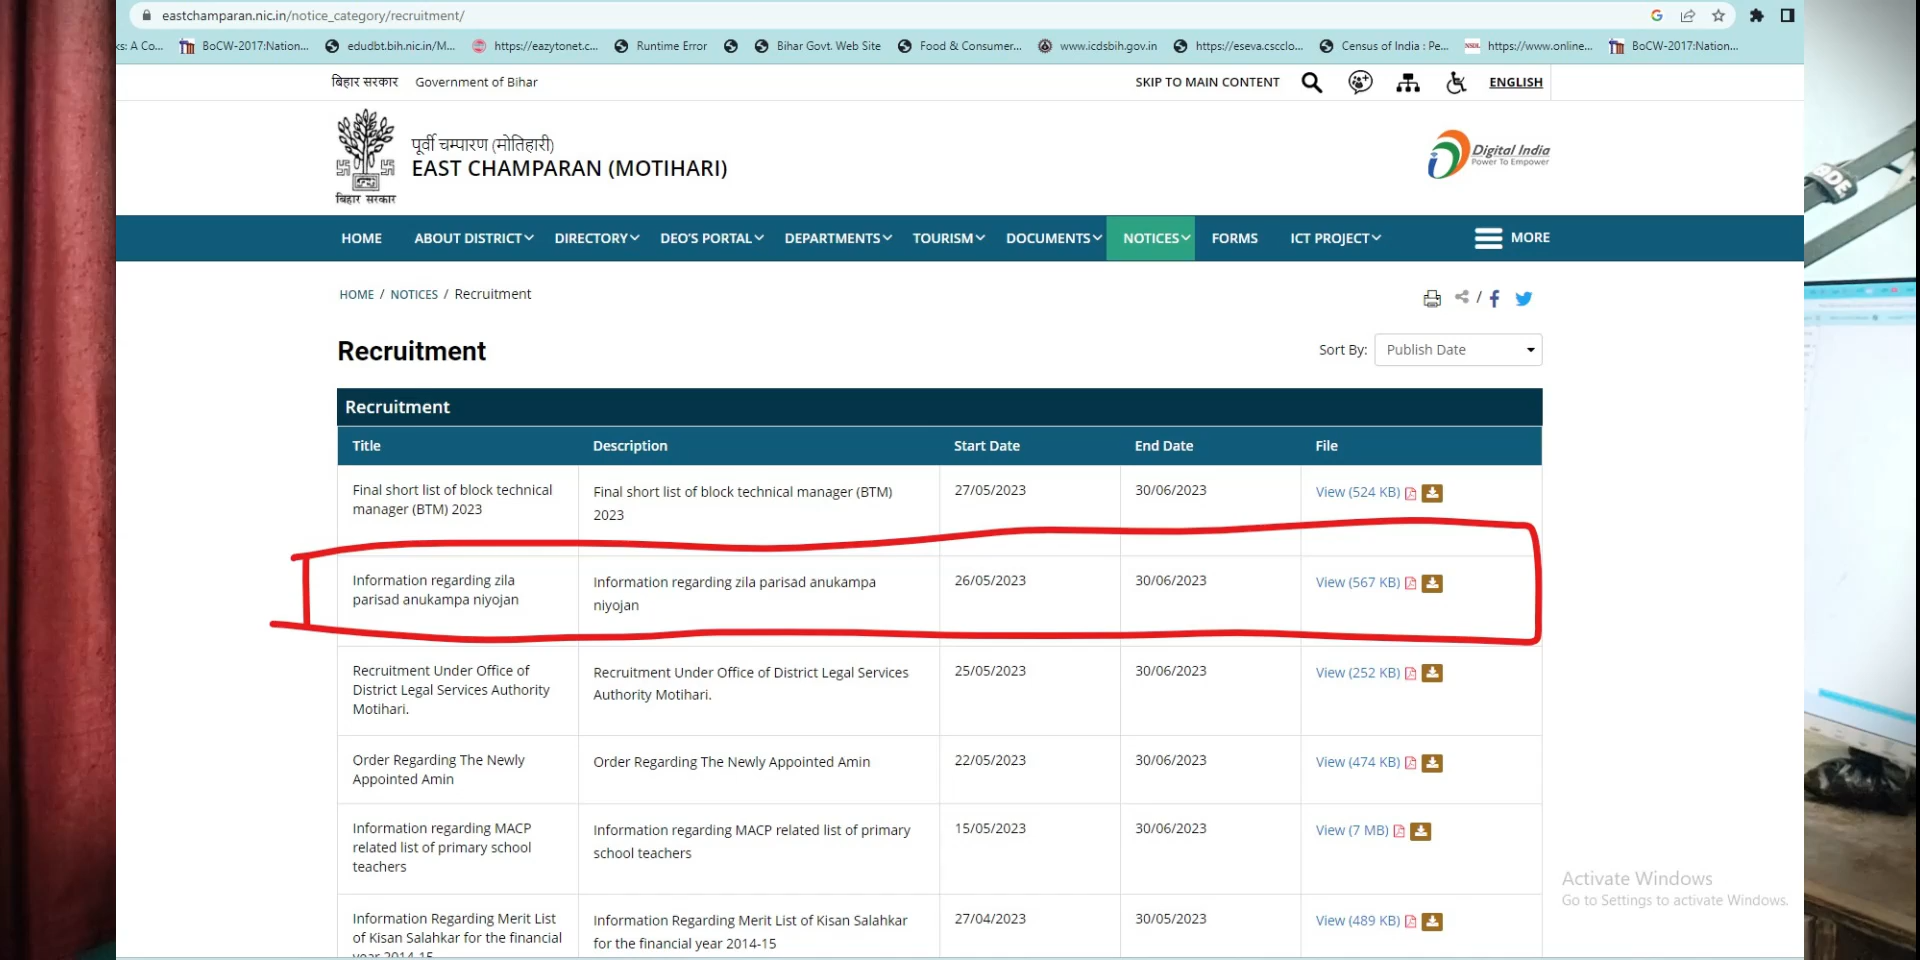 eastchamparan.nic.in/notice_category/recruitment/
ks: A Co... BoCW-2017:Nation... edudbt.bih.nic.in/M... https://eazytonet.c... Runtime Error Bihar Govt. Web Site Food & Consumer... www.icdsbih.gov.in https://eseva.cscclo... Census of India : Pe... NSDL https://www.online... BoCW-2017:Nation...
बिहार सरकार Government of Bihar SKIP TO MAIN CONTENT ENGLISH
पूर्वी चम्पारण (मोतिहारी)
EAST CHAMPARAN (MOTIHARI)
बिहार सरकार
Digital India
Power To Empower
HOME ABOUT DISTRICT DIRECTORY DEO'S PORTAL DEPARTMENTS TOURISM DOCUMENTS NOTICES FORMS ICT PROJECT MORE
HOME / NOTICES / Recruitment
Recruitment
Sort By: Publish Date
Recruitment
Title Description Start Date End Date File
Final short list of block technical
manager (BTM) 2023
Final short list of block technical manager (BTM)
2023
27/05/2023 30/06/2023 View (524 KB)
Information regarding zila
parisad anukampa niyojan
Information regarding zila parisad anukampa
niyojan
26/05/2023 30/06/2023 View (567 KB)
Recruitment Under Office of
District Legal Services Authority
Motihari.
Recruitment Under Office of District Legal Services
Authority Motihari.
25/05/2023 30/06/2023 View (252 KB)
Order Regarding The Newly
Appointed Amin
Order Regarding The Newly Appointed Amin
22/05/2023 30/06/2023 View (474 KB)
Information regarding MACP
related list of primary school
teachers
Information regarding MACP related list of primary
school teachers
15/05/2023 30/06/2023 View (7 MB)
Information Regarding Merit List
of Kisan Salahkar for the financial
year 2014-15
Information Regarding Merit List of Kisan Salahkar
for the financial year 2014-15
27/04/2023 30/05/2023 View (489 KB)
Activate Windows
Go to Settings to activate Windows.